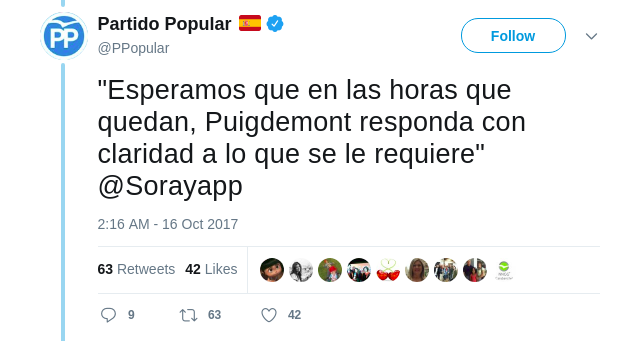 PP
Partido Popular
@PPopular
Follow
"Esperamos que en las horas que
quedan, Puigdemont responda con
claridad a lo que se le requiere"
@Sorayapp
2:16 AM - 16 Oct 2017
63 Retweets 42 Likes
9 63 42